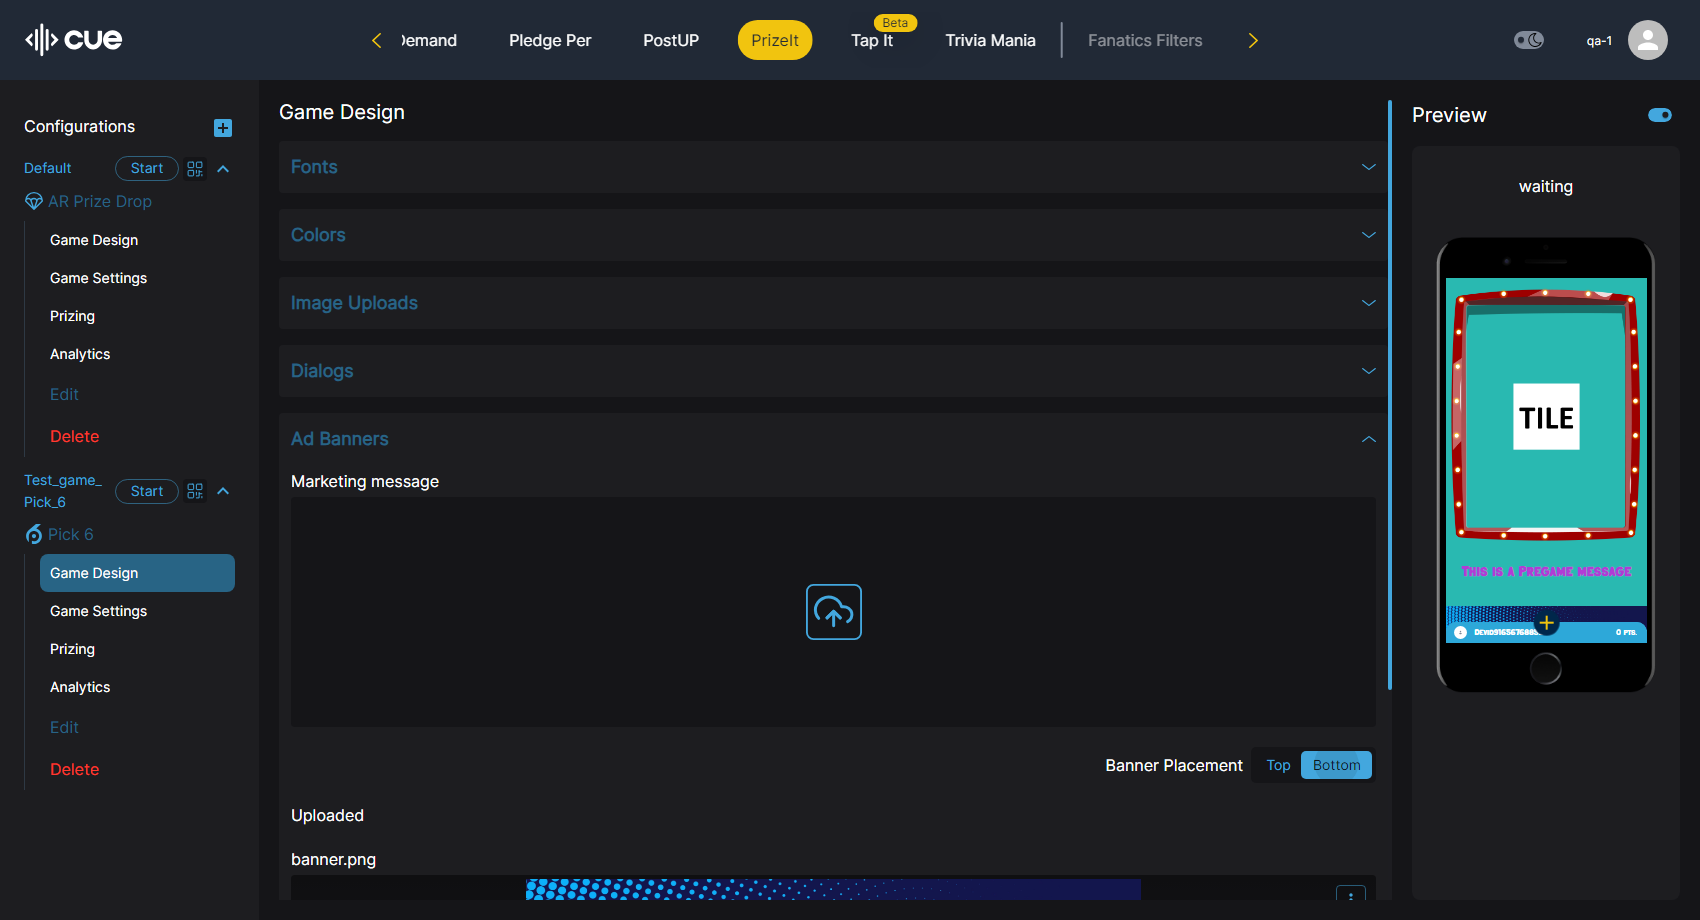 cue
Demand
Pledge Per
PostUP
PrizeIt
Beta
Tap It
Trivia Mania
Fanatics Filters
qa-1
Configurations
Default
Start
AR Prize Drop
Game Design
Game Settings
Prizing
Analytics
Edit
Delete
Test_game_
Pick_6
Start
Pick 6
Game Design
Game Settings
Prizing
Analytics
Edit
Delete
Game Design
Fonts
Colors
Image Uploads
Dialogs
Ad Banners
Marketing message
Banner Placement
Top
Bottom
Uploaded
banner.png
Preview
waiting
TILE
This is a Pregame message
0 pts.